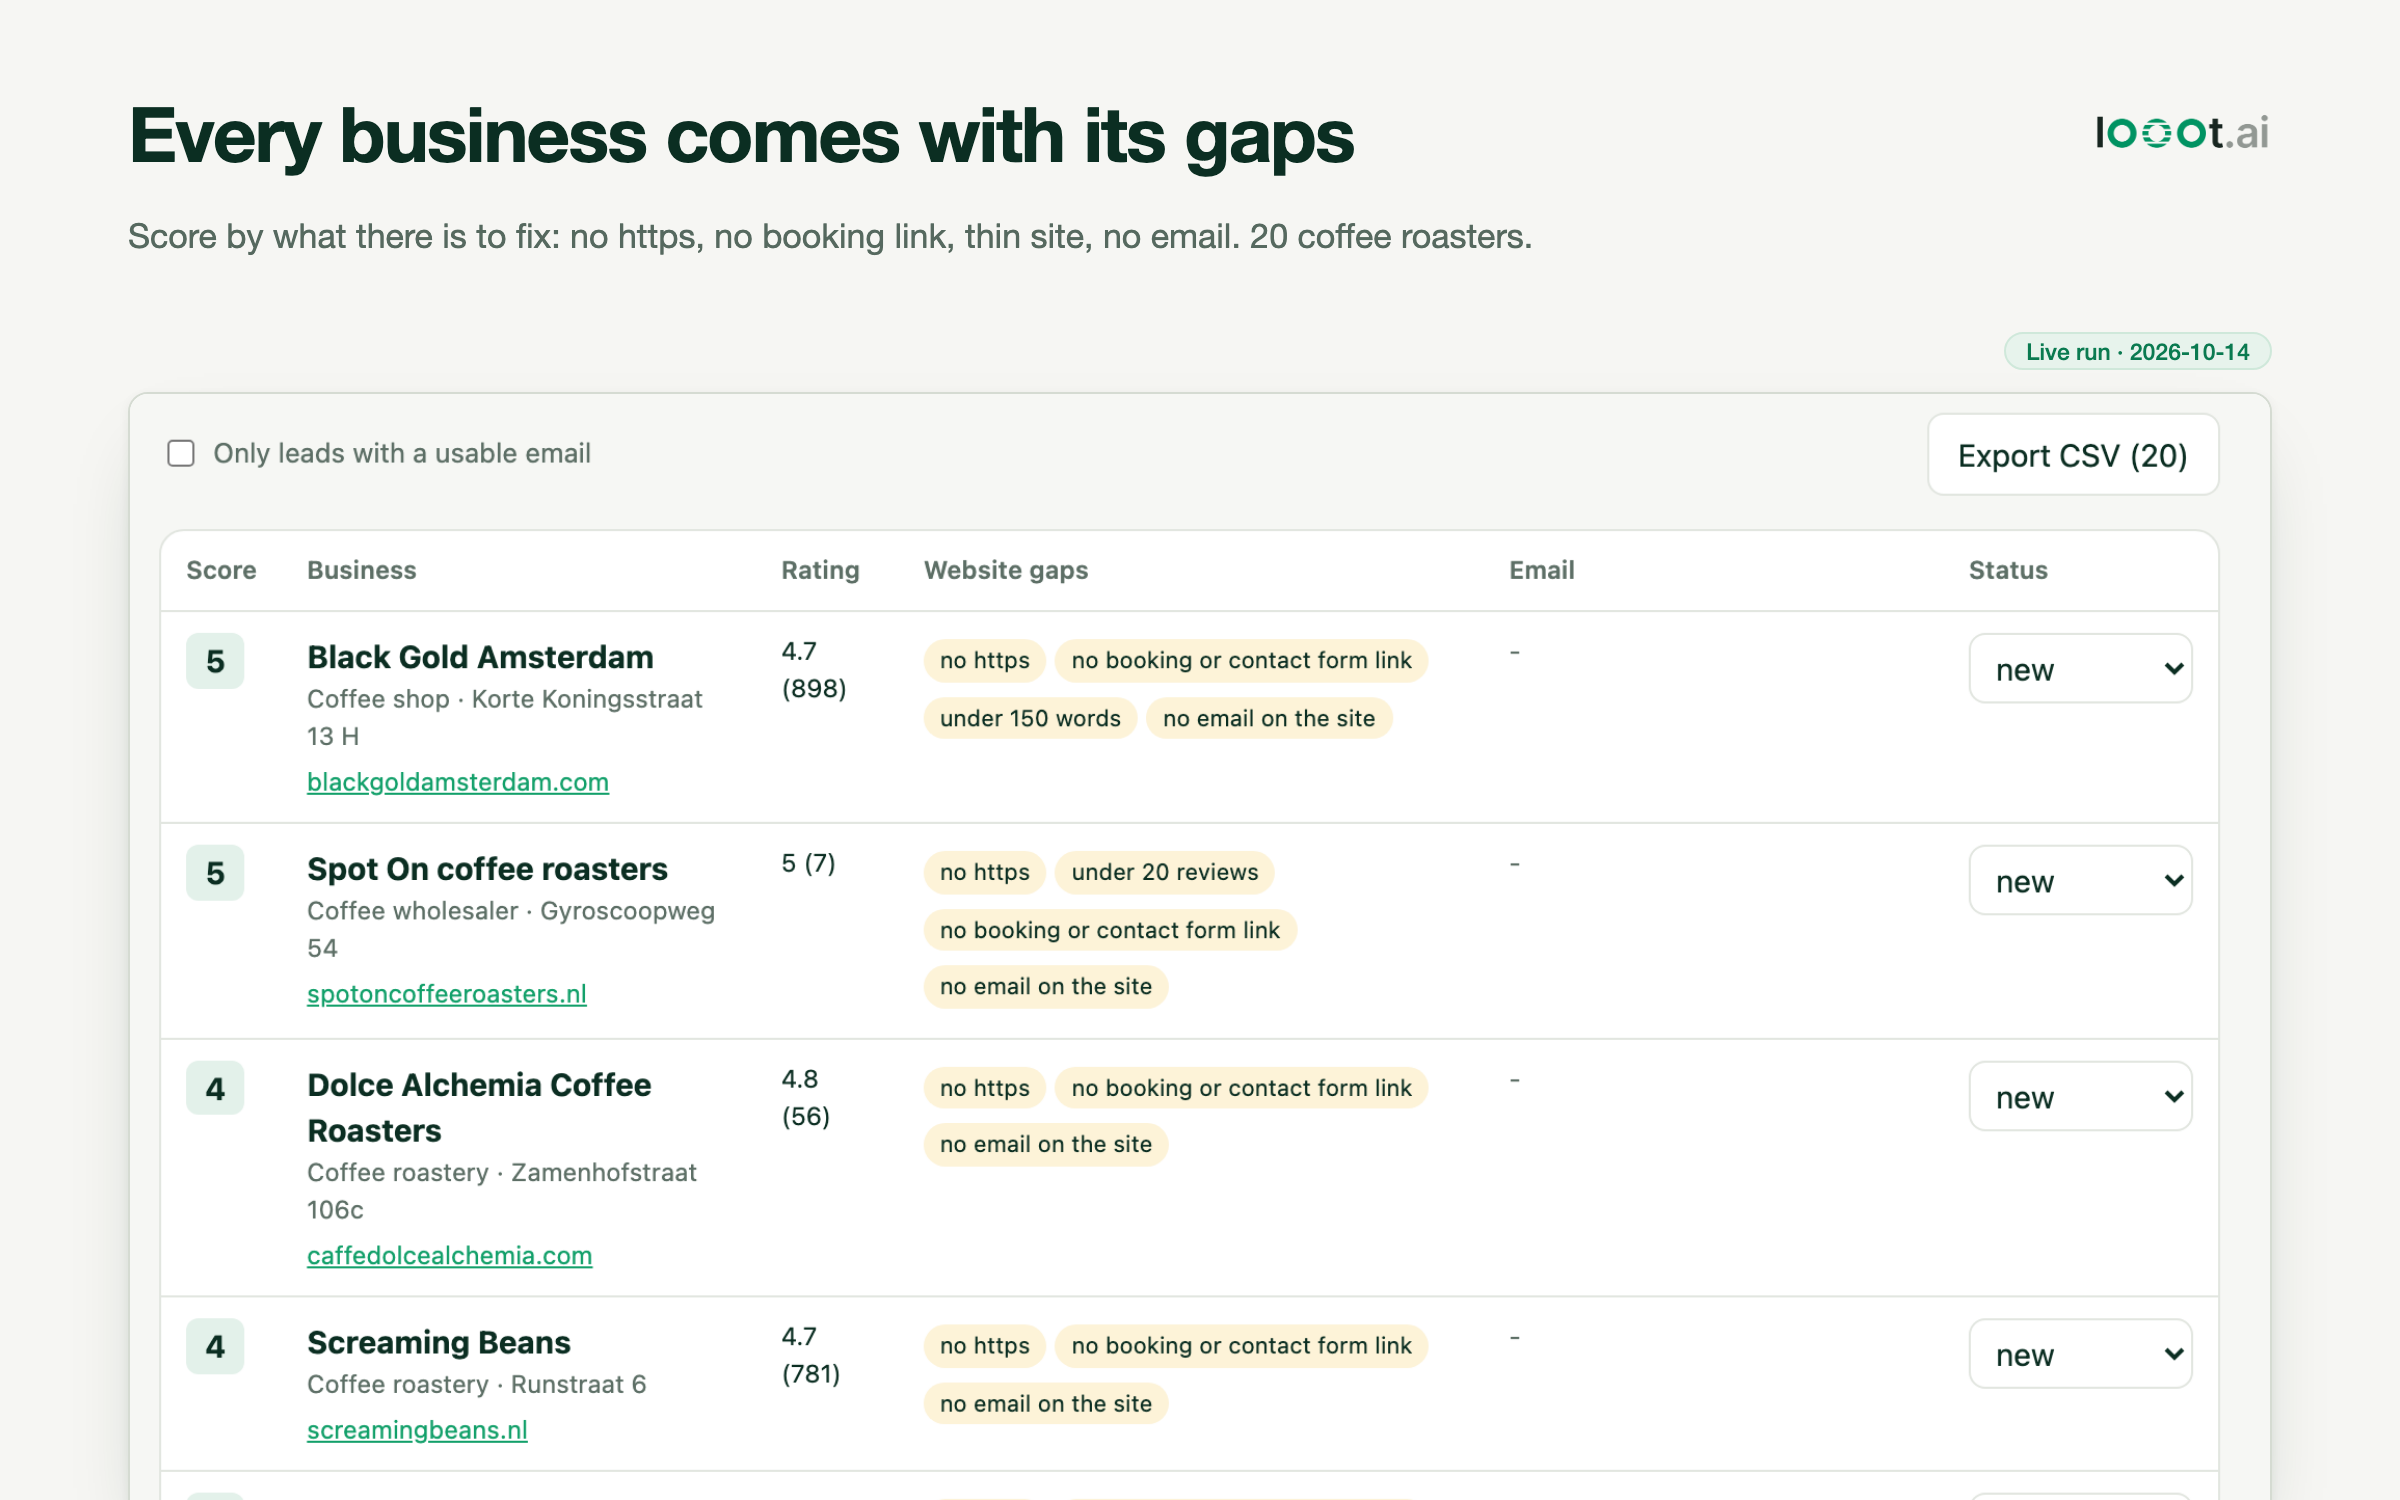 Every business comes with its gaps
looot.ai
Score by what there is to fix: no https, no booking link, thin site, no email. 20 coffee roasters.
Live run · 2026-10-14
Only leads with a usable email
Export CSV (20)
Score Business Rating Website gaps Email Status
5
Black Gold Amsterdam
Coffee shop · Korte Koningsstraat
13 H
blackgoldamsterdam.com
4.7
(898)
no https no booking or contact form link
under 150 words no email on the site
-
new
5
Spot On coffee roasters
Coffee wholesaler · Gyroscoopweg
54
spotoncoffeeroasters.nl
5 (7)
no https under 20 reviews
no booking or contact form link
no email on the site
-
new
4
Dolce Alchemia Coffee
Roasters
Coffee roastery · Zamenhofstraat
106c
caffedolcealchemia.com
4.8
(56)
no https no booking or contact form link
no email on the site
-
new
4
Screaming Beans
Coffee roastery · Runstraat 6
screamingbeans.nl
4.7
(781)
no https no booking or contact form link
no email on the site
-
new